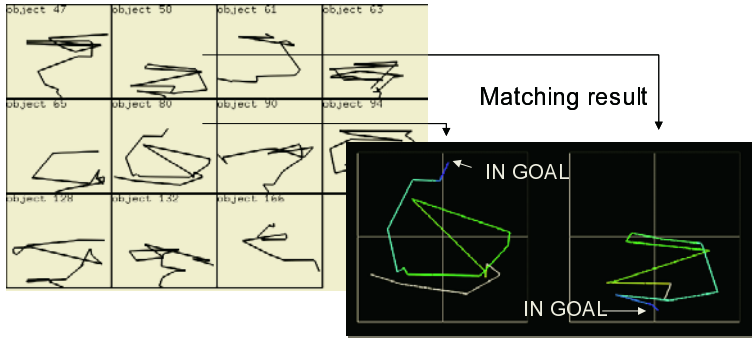 object 47 object 50 object 61 object 63
Matching result
object 65 object 80 object 90 object 94
IN GOAL
object 128 object 132 object 166
IN GOAL